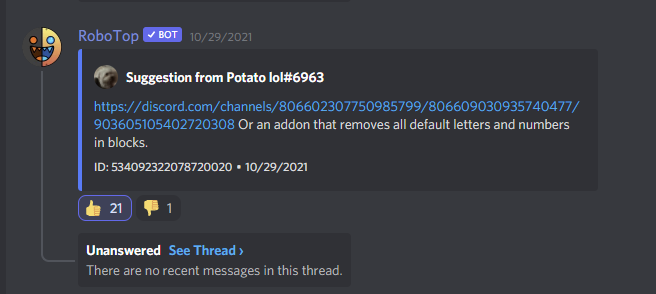 RoboTop ✓ BOT 10/29/2021
Suggestion from Potato lol#6963
https://discord.com/channels/806602307750985799/806609030935740477/
903605105402720308 Or an addon that removes all default letters and numbers
in blocks.
ID: 534092322078720020 • 10/29/2021
👍 21 👎 1
Unanswered See Thread ›
There are no recent messages in this thread.